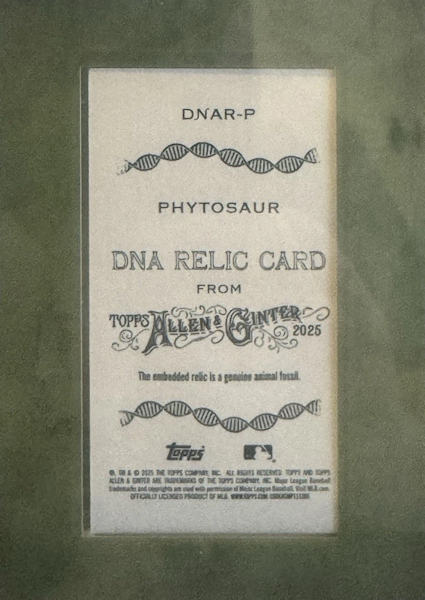 DNAR-P
PHYTOSAUR
DNA RELIC CARD
FROM
TOPPS ALLEN & GINTER 2025
The embedded relic is a genuine animal fossil.
topps
®, TM & © 2025 THE TOPPS COMPANY, INC. ALL RIGHTS RESERVED. TOPPS AND TOPPS
ALLEN & GINTER ARE TRADEMARKS OF THE TOPPS COMPANY, INC. Major League Baseball
trademarks and copyrights are used with permission of Major League Baseball. Visit MLB.com.
OFFICIALLY LICENSED PRODUCT OF MLB. WWW.TOPPS.COM